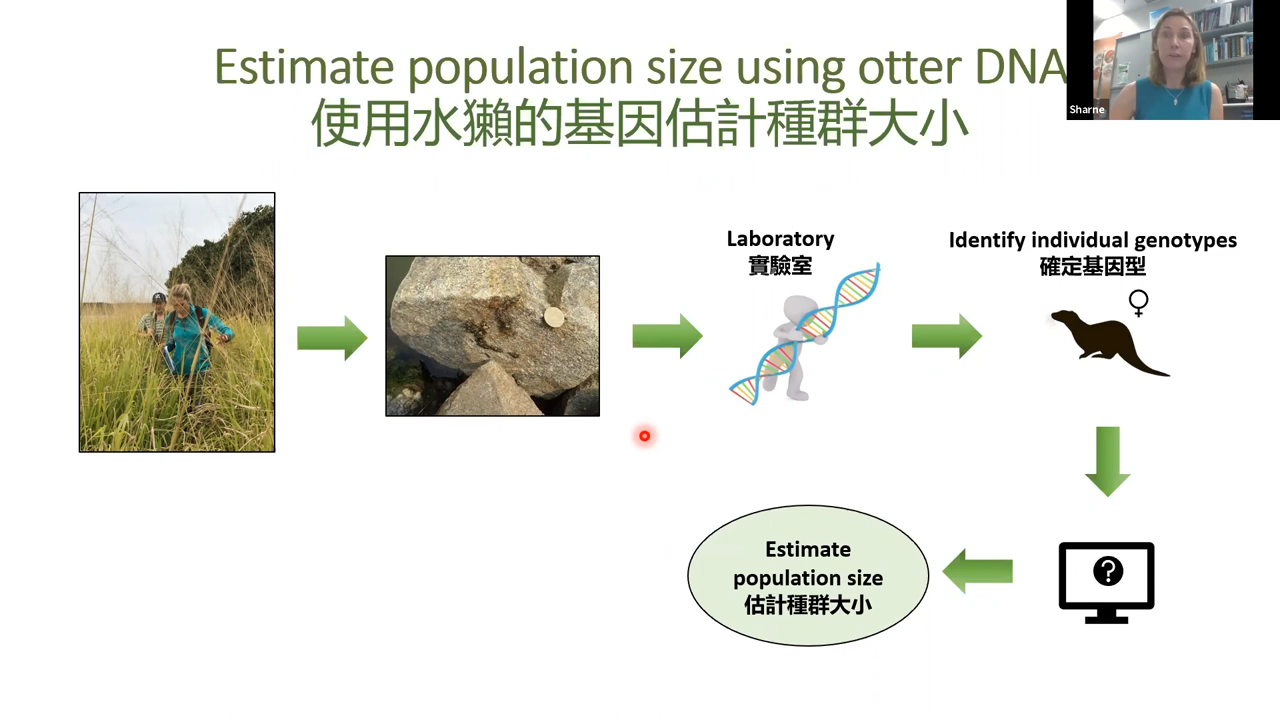 Estimate population size using otter DNA
使用水獺的基因估計種群大小
Sharne
Laboratory
實驗室
Identify individual genotypes
確定基因型
?
Estimate
population size
估計種群大小